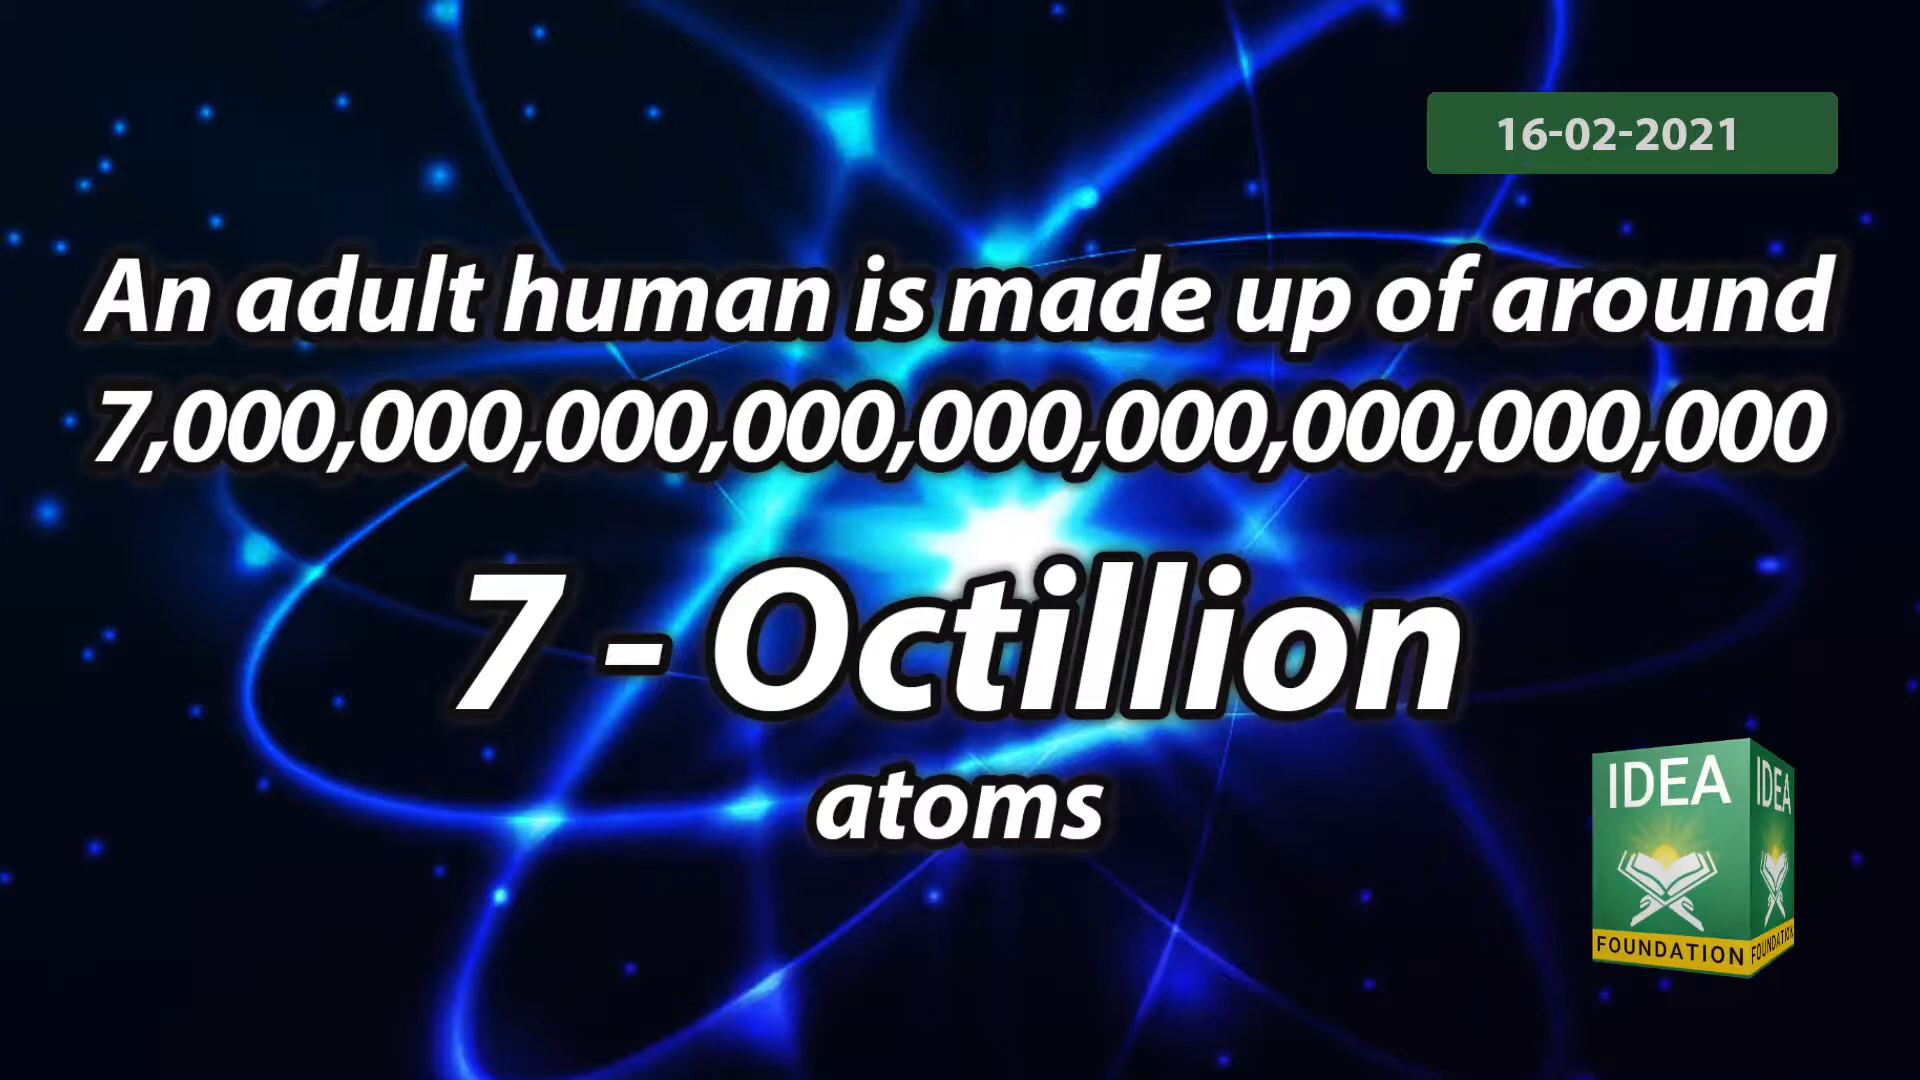 16-02-2021
An adult human is made up of around
7,000,000,000,000,000,000,000,000,000
7 - Octillion
atoms
IDEA IDEA
FOUNDATION FOUNDATION